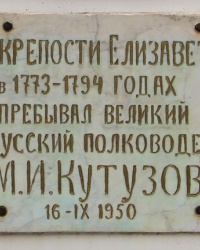 КРЕПОСТИ ЕЛИЗАВЕТ
в 1773-1794 ГОДАХ
ПРЕБЫВАЛ ВЕЛИКИЙ
УССКИЙ ПОЛКОВОДЕ
М.И.КУТУЗОВ
16-IX 1950